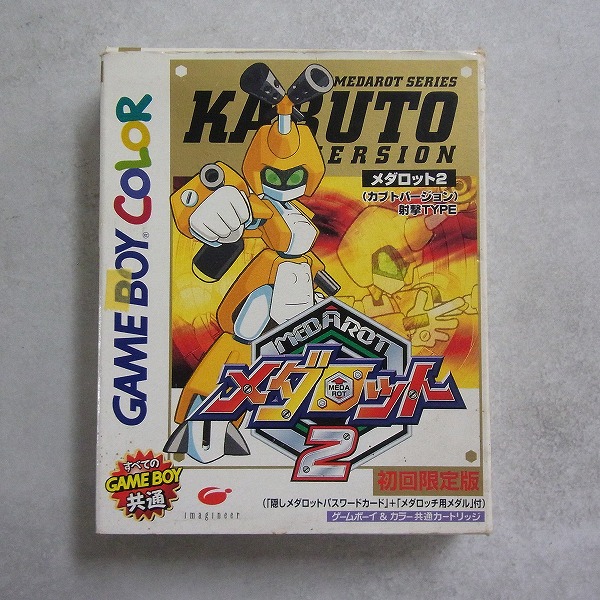 GAME BOY COLOR
MEDAROT SERIES
KABUTO
VERSION
メダロット2
(カブトバージョン)
射撃TYPE
MEDAROT
メダロット
MEDA
ROT
2
初回限定版
(「隠しメダロットパスワードカード」+「メダロッチ用メダル」付)
ゲームボーイ & カラー共通カートリッジ
すべての
GAME BOY
共通
imagineer